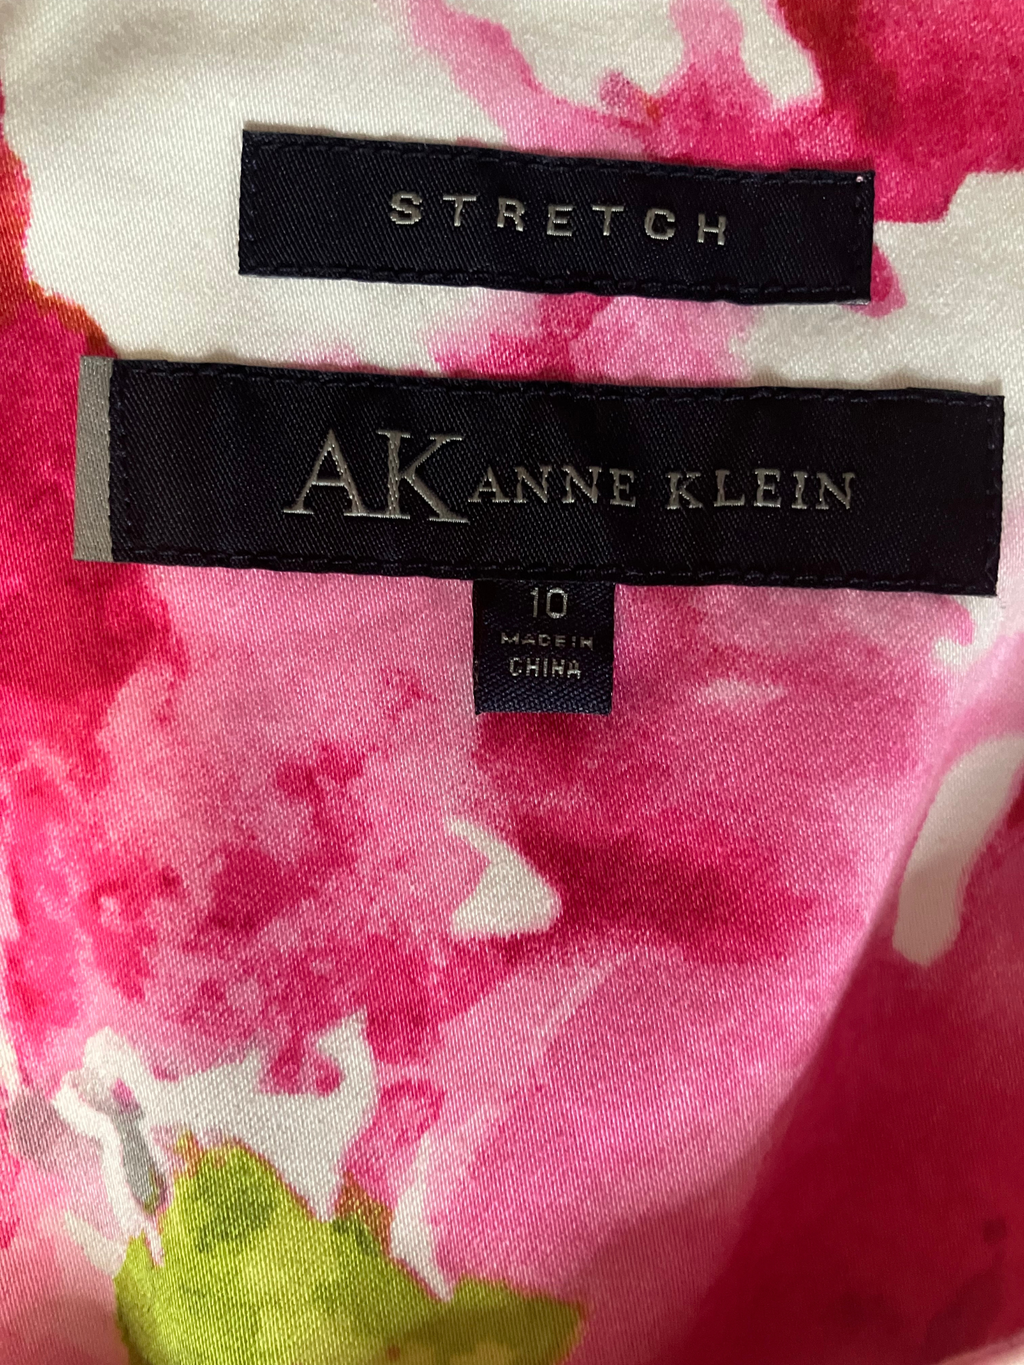 STRETCH
AK ANNE KLEIN
10
MADE IN
CHINA